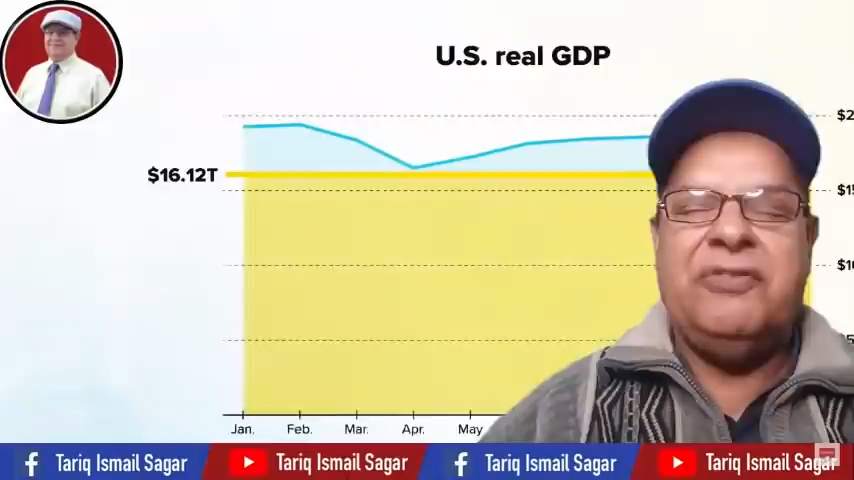 U.S. real GDP
$16.12T
Jan. Feb. Mar. Apr. May
Tariq Ismail Sagar Tariq Ismail Sagar Tariq Ismail Sagar Tariq Ismail Sagar